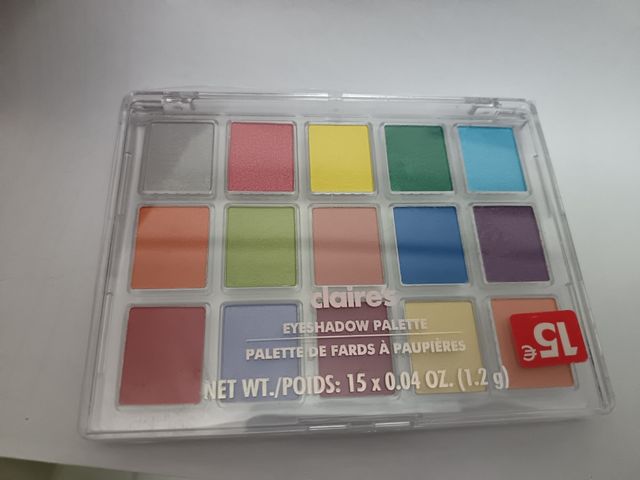 claire's
EYESHADOW PALETTE
PALETTE DE FARDS À PAUPIÈRES
NET WT./POIDS: 15 x 0.04 OZ. (1.2 g)
15€